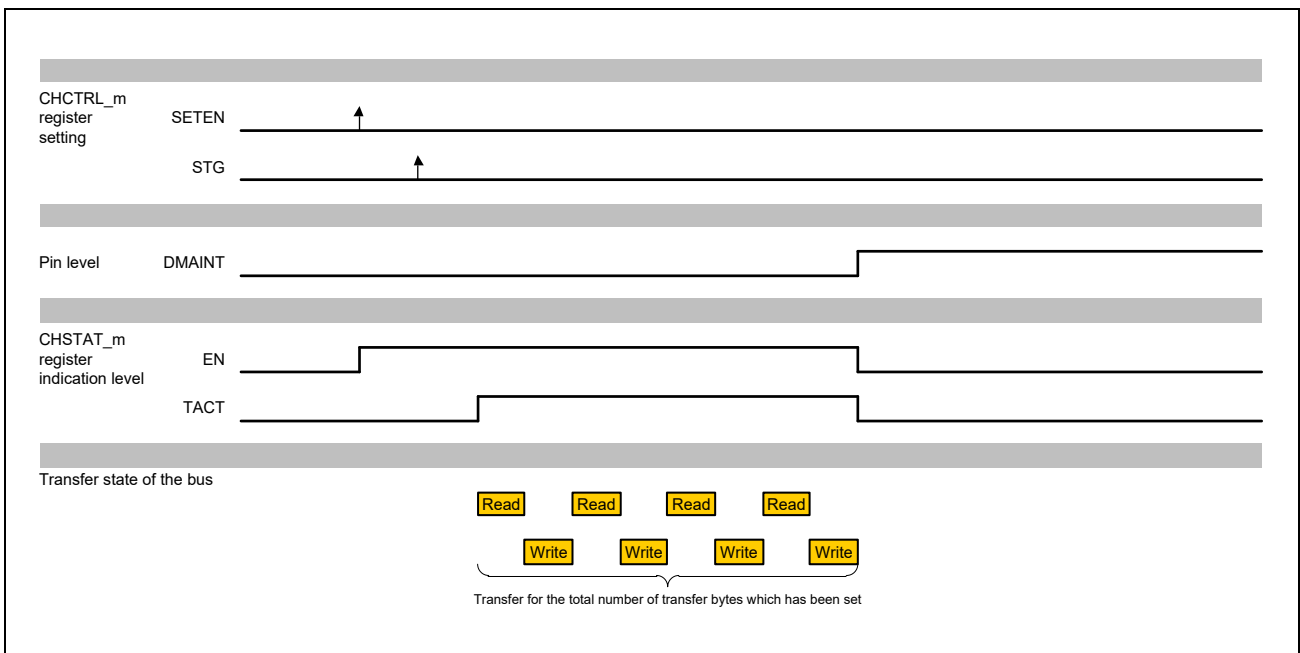 CHCTRL_m
register
setting
SETEN
STG
Pin level
DMAINT
CHSTAT_m
register
indication level
EN
TACT
Transfer state of the bus
Read Read Read Read
Write Write Write Write
Transfer for the total number of transfer bytes which has been set